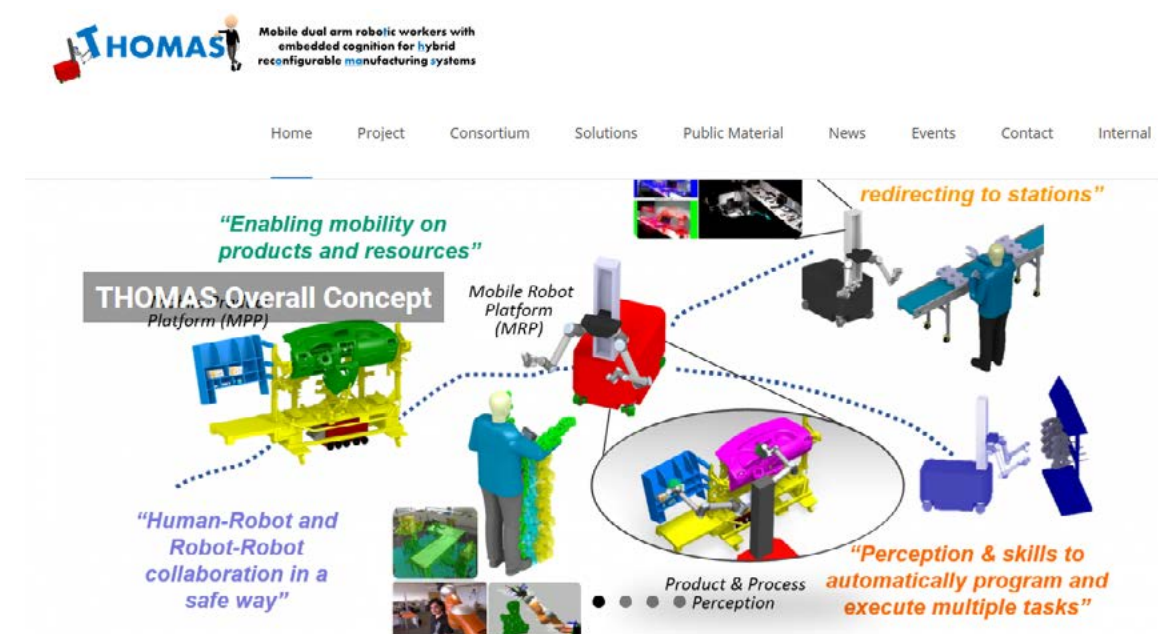 THOMAS
Mobile dual arm robotic workers with
embedded cognition for hybrid
reconfigurable manufacturing systems
Home Project Consortium Solutions Public Material News Events Contact Internal
redirecting to stations”
“Enabling mobility on
products and resources”
THOMAS Overall Concept
Platform (MPP)
Mobile Robot
Platform
(MRP)
“Human-Robot and
Robot-Robot
collaboration in a
safe way”
Product & Process
Perception
“Perception & skills to
automatically program and
execute multiple tasks”